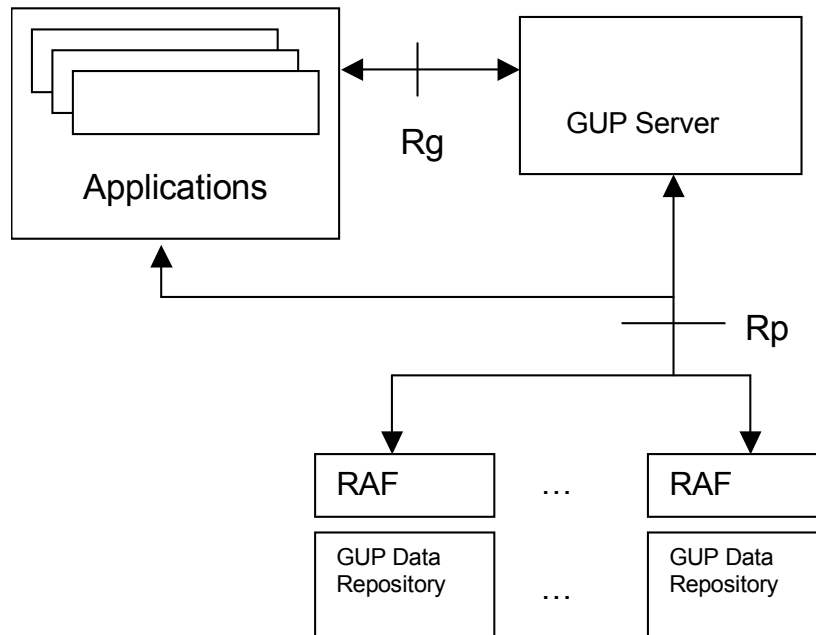 Rg
GUP Server
Applications
Rp
RAF
...
RAF
GUP Data
Repository
...
GUP Data
Repository